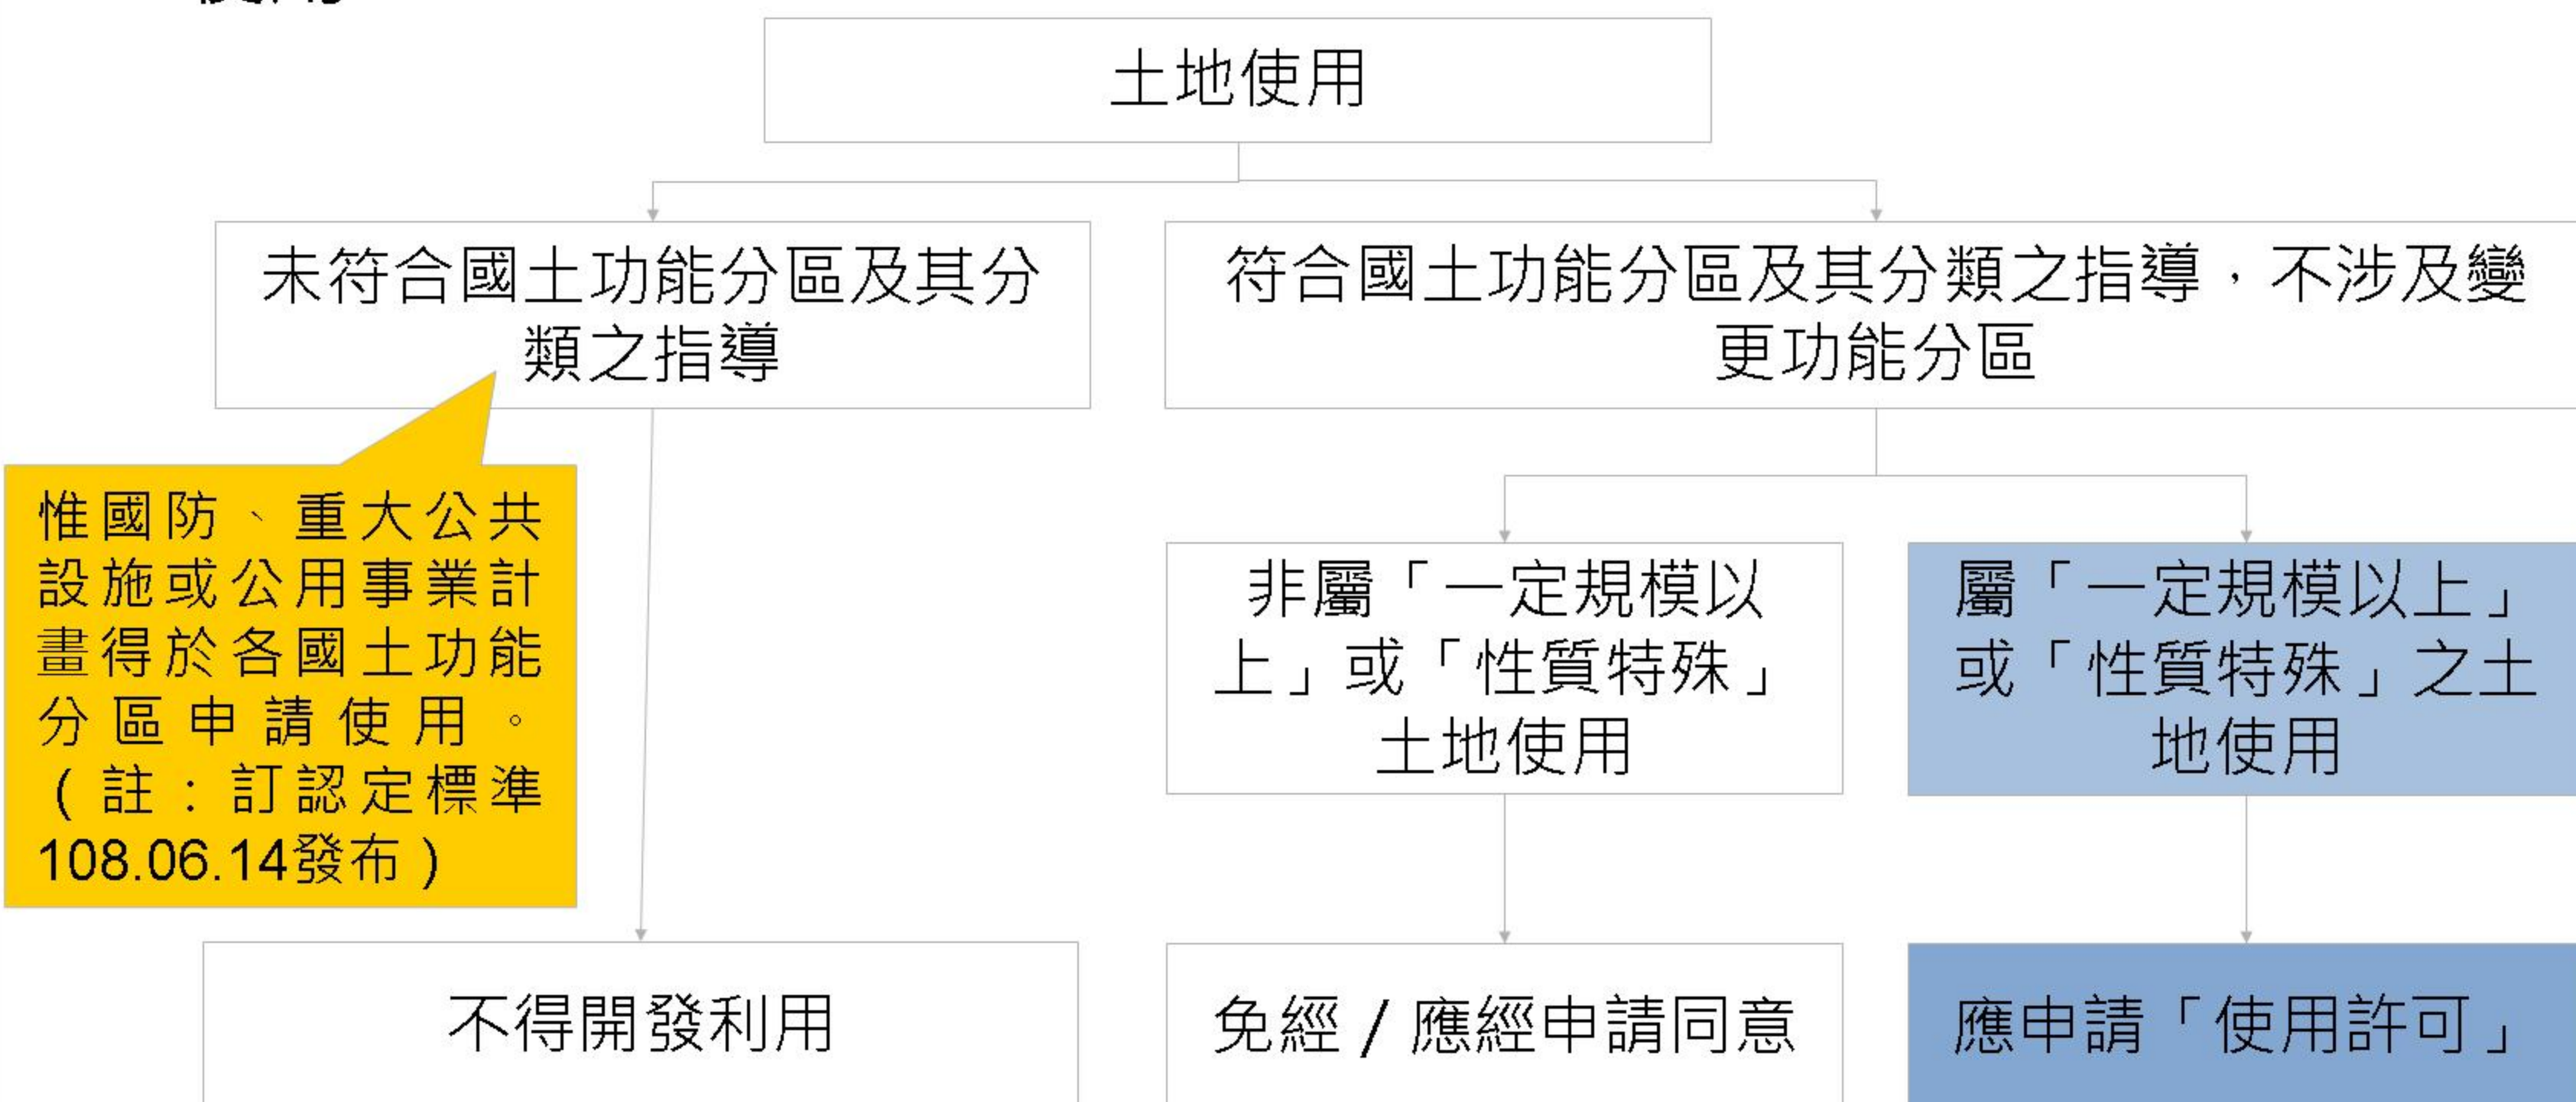 土地使用
未符合國土功能分區及其分
類之指導
符合國土功能分區及其分類之指導，不涉及變
更功能分區
惟國防、重大公共
設施或公用事業計
畫得於各國土功能
分區申請使用。
（註：訂認定標準
108.06.14發布）
非屬「一定規模以
上」或「性質特殊」
土地使用
屬「一定規模以上」
或「性質特殊」之土
地使用
不得開發利用
免經/應經申請同意
應申請「使用許可」